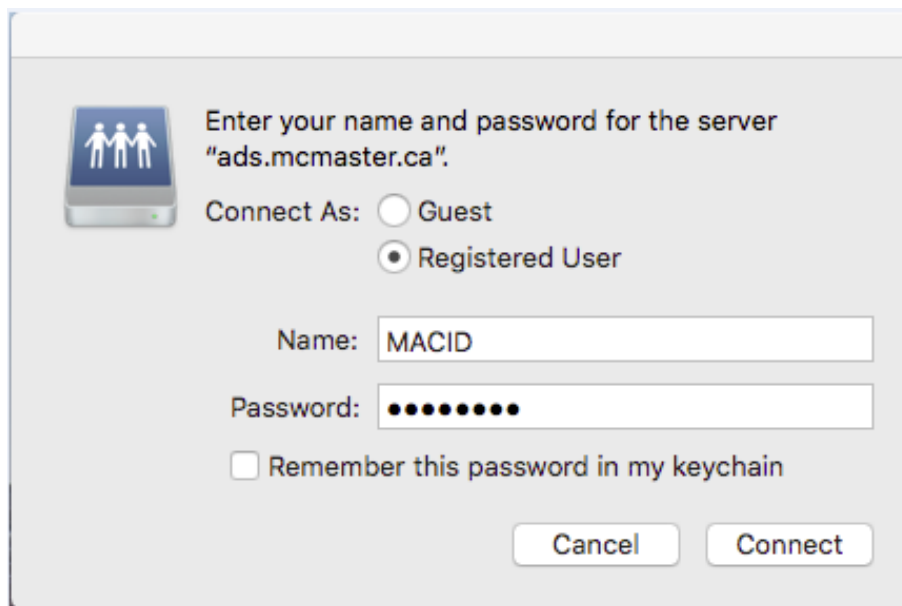 Enter your name and password for the server
“ads.mcmaster.ca”.
Connect As: Guest
Registered User
Name: MACID
Password: ••••••••
Remember this password in my keychain
Cancel Connect